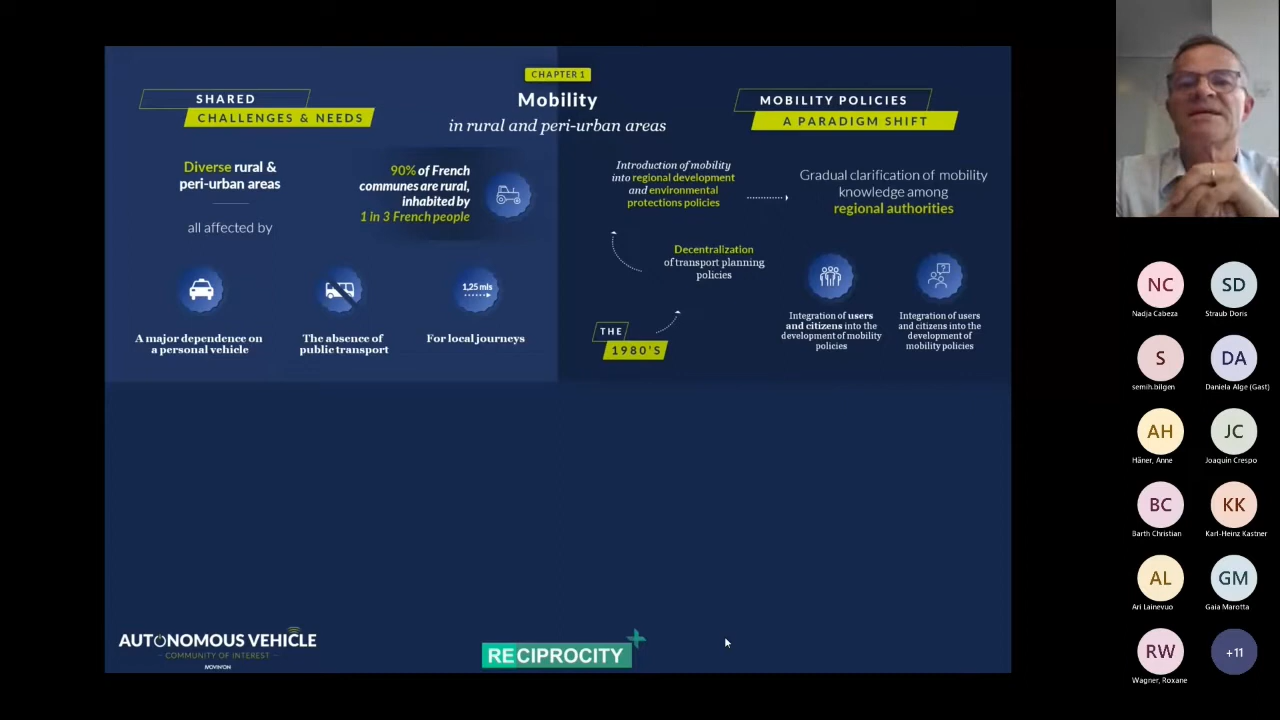 CHAPTER 1
Mobility
in rural and peri-urban areas
SHARED
CHALLENGES & NEEDS
Diverse rural &
peri-urban areas
all affected by
90% of French
communes are rural,
inhabited by
1 in 3 French people
A major dependence on
a personal vehicle
The absence of
public transport
1,25 mls
For local journeys
MOBILITY POLICIES
A PARADIGM SHIFT
Introduction of mobility
into regional development
and environmental
protections policies
Gradual clarification of mobility
knowledge among
regional authorities
Decentralization
of transport planning
policies
THE
1980'S
Integration of users
and citizens into the
development of mobility
policies
Integration of users
and citizens into the
development of
mobility policies
AUTONOMOUS VEHICLE
COMMUNITY OF INTEREST
MOVIN'ON
RECIPROCITY
NC
Nadja Cabeza
SD
Straub Doris
S
semih.bilgen
DA
Daniela Alge (Gast)
AH
Häner, Anne
JC
Joaquín Crespo
BC
Barth Christian
KK
Karl-Heinz Kastner
AL
Ari Lainevuo
GM
Gaia Marotta
RW
Wagner, Roxane
+11